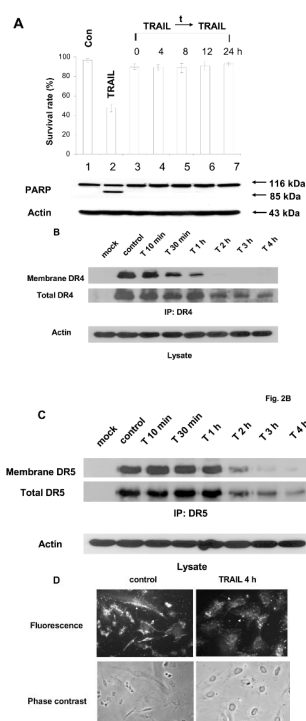 A
TRAIL t → TRAIL
Con
TRAIL
0 4 8 12 24 h
Survival rate (%)
100
80
60
40
20
0
1 2 3 4 5 6 7
PARP
← 116 kDa
← 85 kDa
Actin
← 43 kDa
B
mock control T 10 min T 30 min T 1 h T 2 h T 3 h T 4 h
Membrane DR4
Total DR4
IP: DR4
Actin
Lysate
Fig. 2B
C
mock control T 10 min T 30 min T 1 h T 2 h T 3 h T 4 h
Membrane DR5
Total DR5
IP: DR5
Actin
Lysate
D
control TRAIL 4 h
Fluorescence
Phase contrast